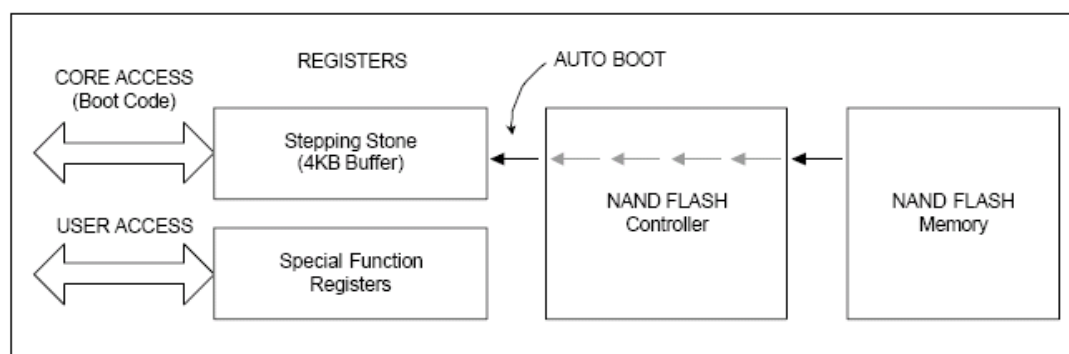 REGISTERS
AUTO BOOT
CORE ACCESS
(Boot Code)
Stepping Stone
(4KB Buffer)
NAND FLASH
Controller
NAND FLASH
Memory
USER ACCESS
Special Function
Registers